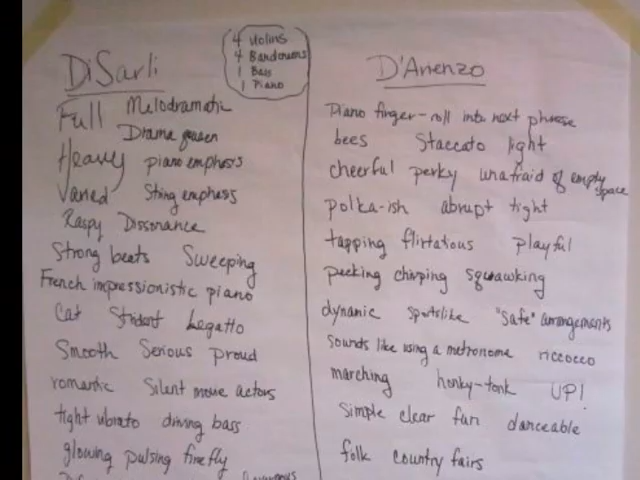 4 Violins
4 Bandoneons
1 Bass
1 Piano
DiSarli
Full Melodramatic
Drama queen
Heavy piano emphasis
Varied String emphasis
Raspy Dissonance
Strong beats Sweeping
French impressionistic piano
Cat Strident Legatto
Smooth Serious proud
romantic Silent movie actors
tight vibrato driving bass
glowing pulsing firefly
D'Arienzo
Piano finger-roll into next phrase
bees Staccato light
cheerful perky unafraid of empty space
polka-ish abrupt tight
tapping flirtatious playful
pecking chirping squawking
dynamic sportslike "Safe" arrangements
sounds like using a metronome riccocco
marching honky-tonk UP!
simple clear fun danceable
folk country fairs